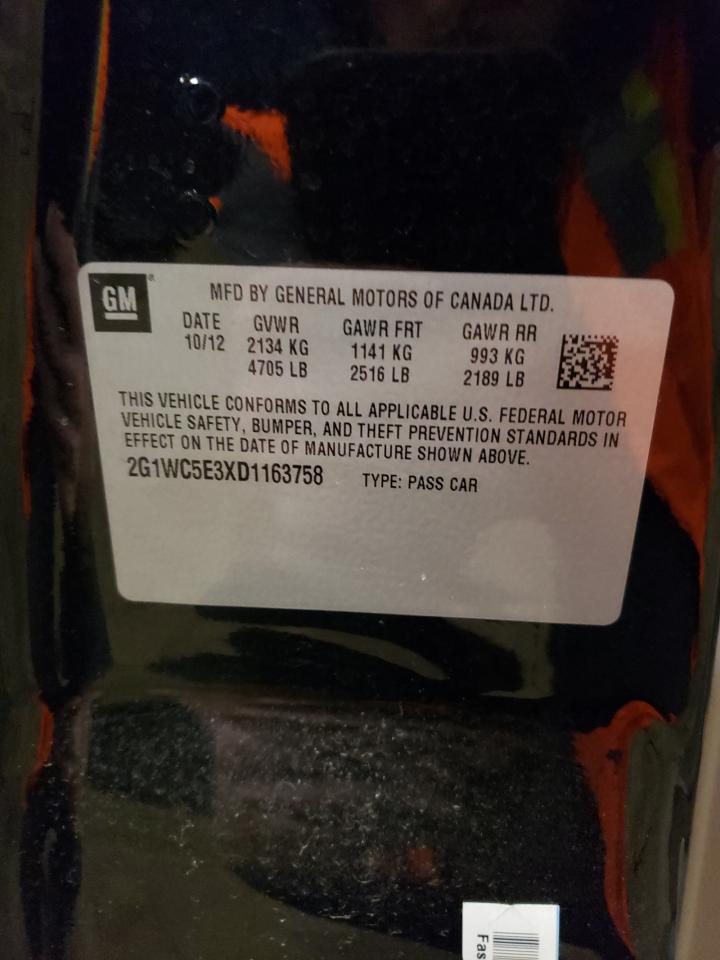 GM
MFD BY GENERAL MOTORS OF CANADA LTD.
DATE GVWR GAWR FRT GAWR RR
10/12 2134 KG 1141 KG 993 KG
4705 LB 2516 LB 2189 LB
THIS VEHICLE CONFORMS TO ALL APPLICABLE U.S. FEDERAL MOTOR
VEHICLE SAFETY, BUMPER, AND THEFT PREVENTION STANDARDS IN
EFFECT ON THE DATE OF MANUFACTURE SHOWN ABOVE.
2G1WC5E3XD1163758 TYPE: PASS CAR
Fas